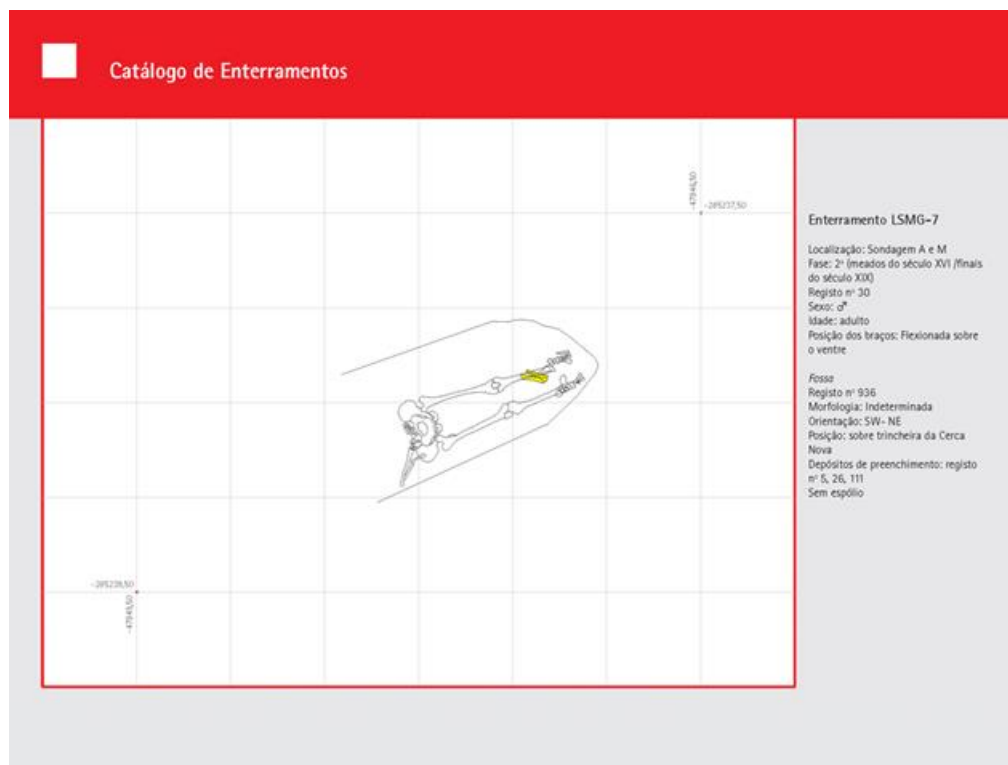 Catálogo de Enterramentos
-47946,50
-285237,50
Enterramento LSMG-7
Localização: Sondagem A e M
Fase: 2ª (meados do século XVI /finais
do século XIX)
Registo nº 30
Sexo: ♂
Idade: adulto
Posição dos braços: Flexionada sobre
o ventre
Fossa
Registo nº 936
Morfologia: Indeterminada
Orientação: SW- NE
Posição: sobre trincheira da Cerca
Nova
Depósitos de preenchimento: registo
nº 5, 26, 111
Sem espólio
-285239,50
-47949,50